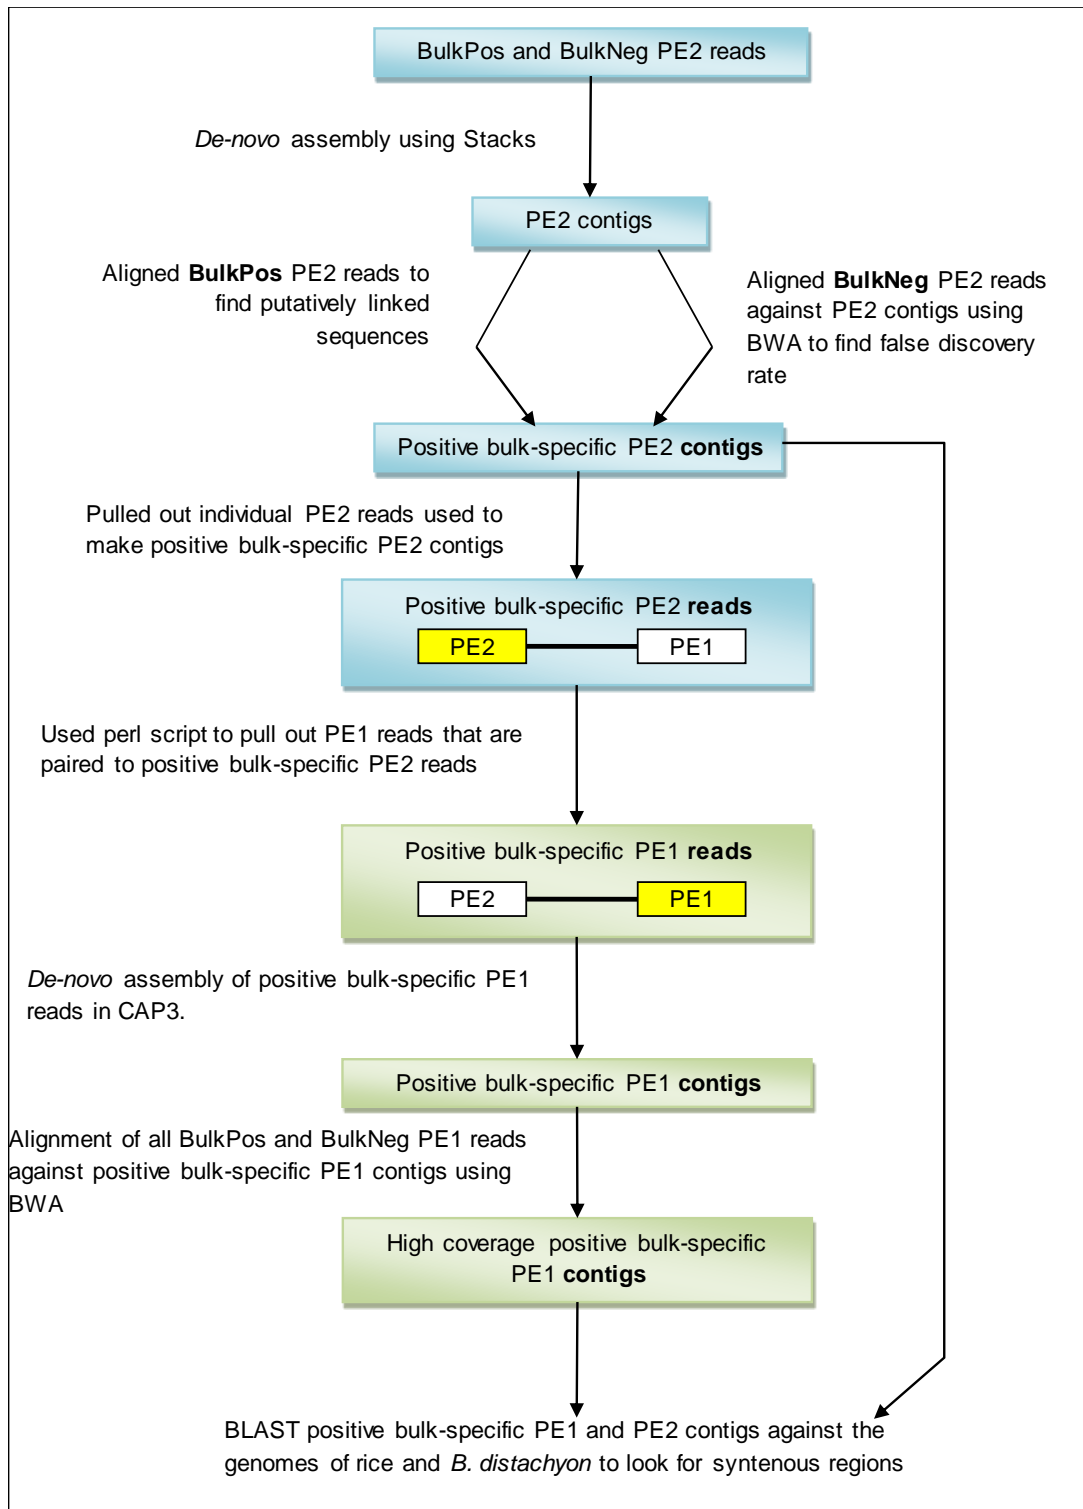 BulkPos and BulkNeg PE2 reads
De-novo assembly using Stacks
PE2 contigs
Aligned BulkPos PE2 reads to
find putatively linked
sequences
Aligned BulkNeg PE2 reads
against PE2 contigs using
BWA to find false discovery
rate
Positive bulk-specific PE2 contigs
Pulled out individual PE2 reads used to
make positive bulk-specific PE2 contigs
Positive bulk-specific PE2 reads
PE2 PE1
Used perl script to pull out PE1 reads that are
paired to positive bulk-specific PE2 reads
Positive bulk-specific PE1 reads
PE2 PE1
De-novo assembly of positive bulk-specific PE1
reads in CAP3.
Positive bulk-specific PE1 contigs
Alignment of all BulkPos and BulkNeg PE1 reads
against positive bulk-specific PE1 contigs using
BWA
High coverage positive bulk-specific
PE1 contigs
BLAST positive bulk-specific PE1 and PE2 contigs against the
genomes of rice and B. distachyon to look for syntenous regions